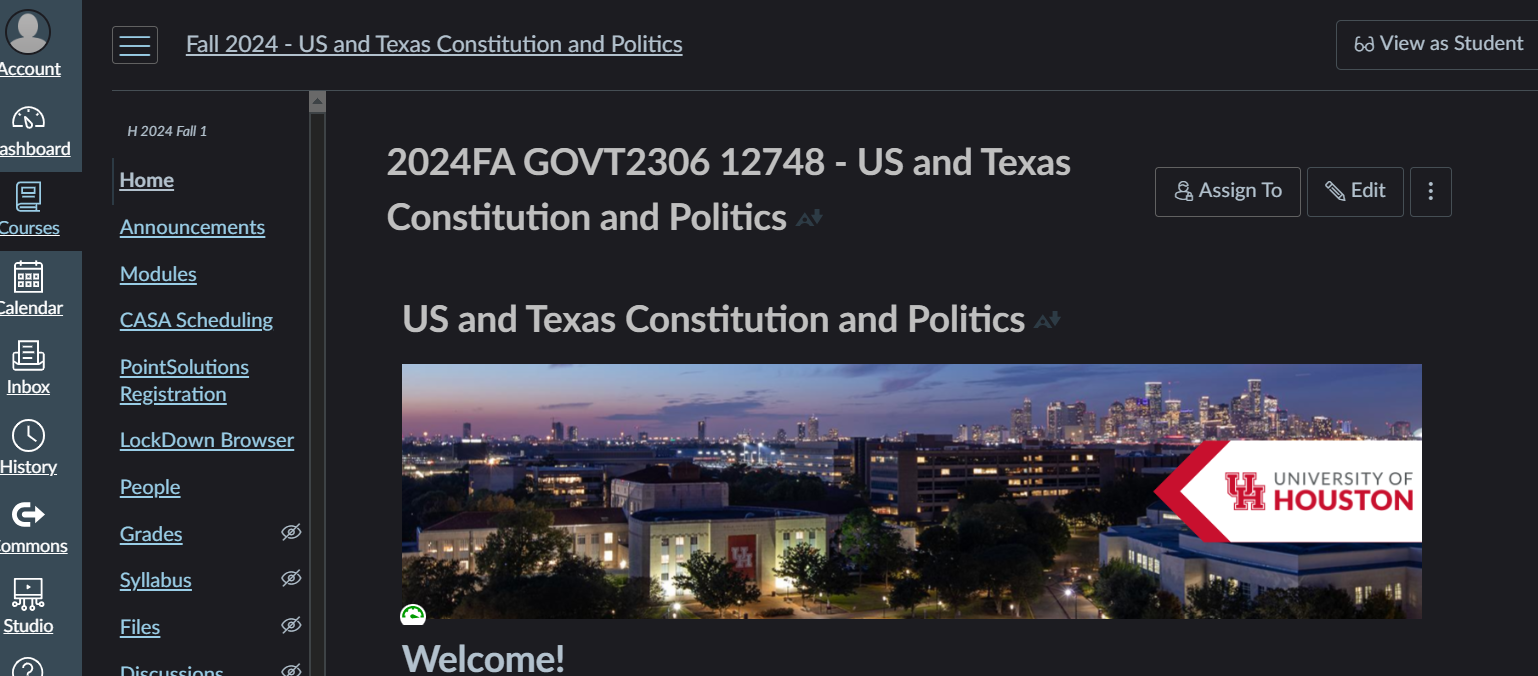 Account
ashboard
Courses
Calendar
Inbox
History
ommons
Studio
Fall 2024 - US and Texas Constitution and Politics
View as Student
H 2024 Fall 1
Home
Announcements
Modules
CASA Scheduling
PointSolutions
Registration
LockDown Browser
People
Grades
Syllabus
Files
Discussions
2024FA GOVT2306 12748 - US and Texas
Constitution and Politics
Assign To
Edit
US and Texas Constitution and Politics
UH
UNIVERSITY OF
HOUSTON
Welcome!